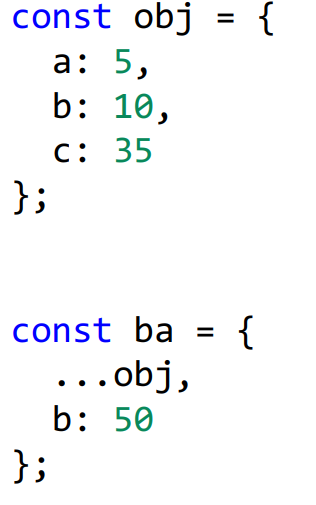 const obj = {
  a: 5,
  b: 10,
  c: 35
};
const ba = {
  ...obj,
  b: 50
};